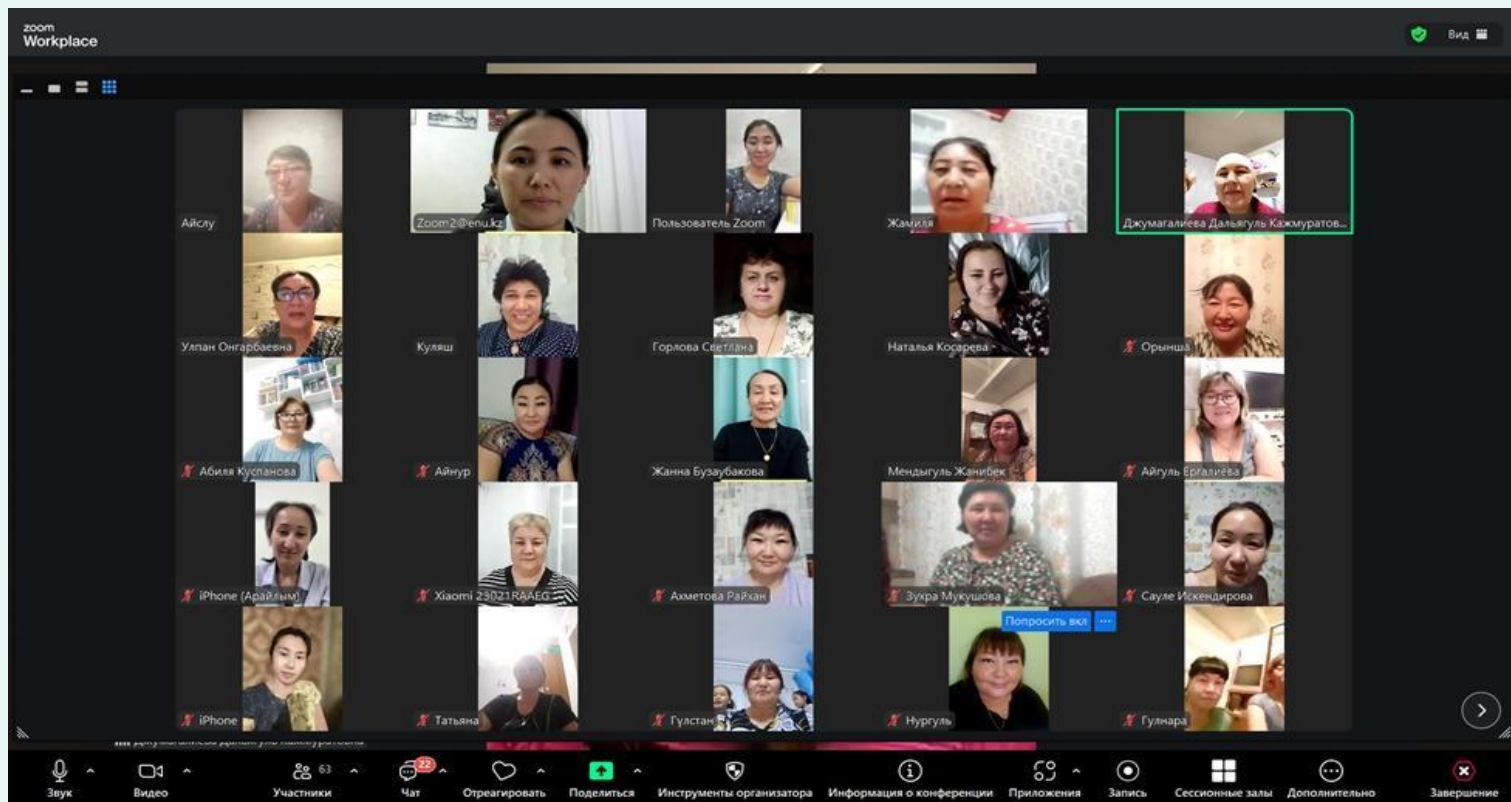 zoom
Workplace
Вид
Айслу
Zoom2@enu.kz
Пользователь Zoom
Жамиля
Джумагалиева Дальягуль Кажмуратов...
Улпан Онгарбаевна
Куляш
Горлова Светлана
Наталья Косарева
Орынша
Абиля Куспанова
Айнур
Жанна Бузаубакова
Мендыгуль Жанибек
Айгуль Ергалиева
iPhone (Арайлым)
Xiaomi 23021RAAEG
Ахметова Райхан
Зухра Мукушова
Сауле Искендирова
Попросить вкл ...
iPhone
Татьяна
Гүлстан
Нургуль
Гулнара
63
22
Звук
Видео
Участники
Чат
Отреагировать
Поделиться
Инструменты организатора
Информация о конференции
Приложения
Запись
Сессионные залы
Дополнительно
Завершение